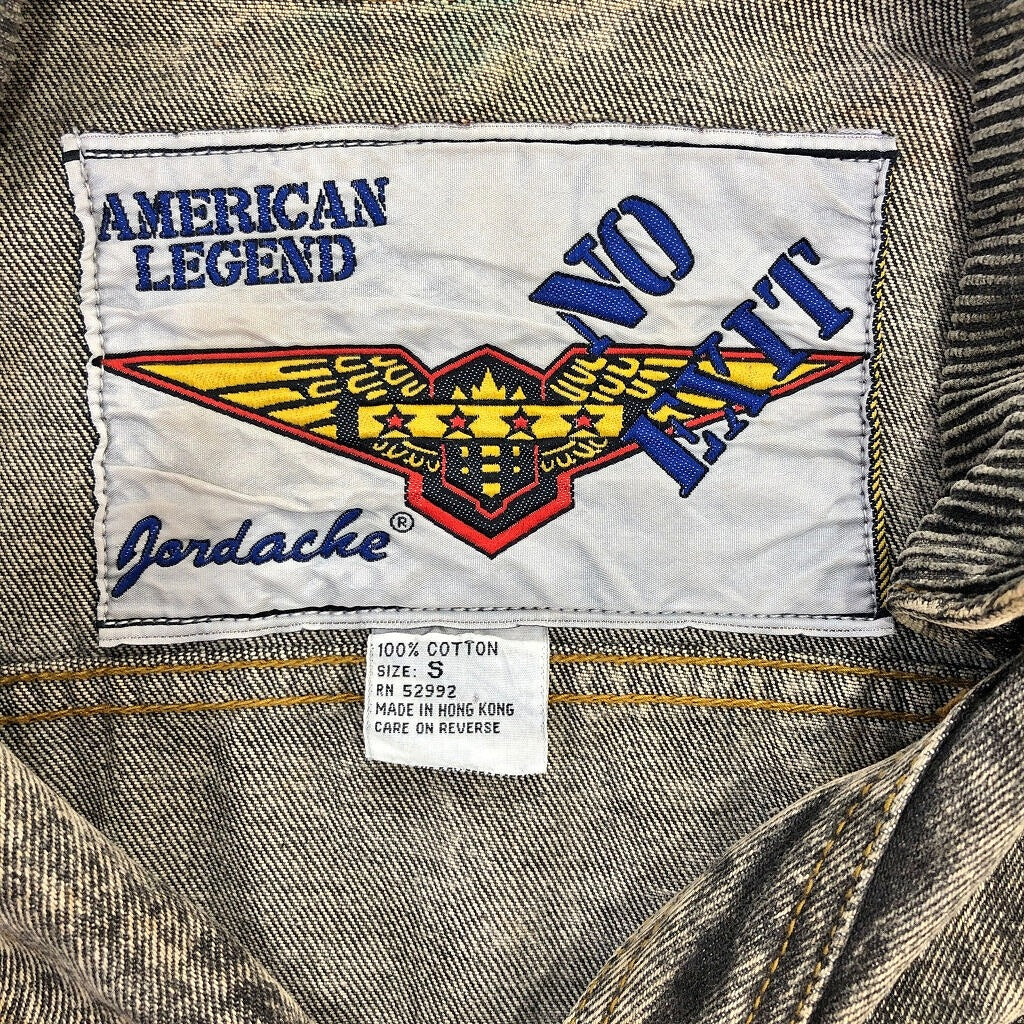 AMERICAN
LEGEND
NO
EXIT
Jordache®
100% COTTON
SIZE: S
RN 52992
MADE IN HONG KONG
CARE ON REVERSE